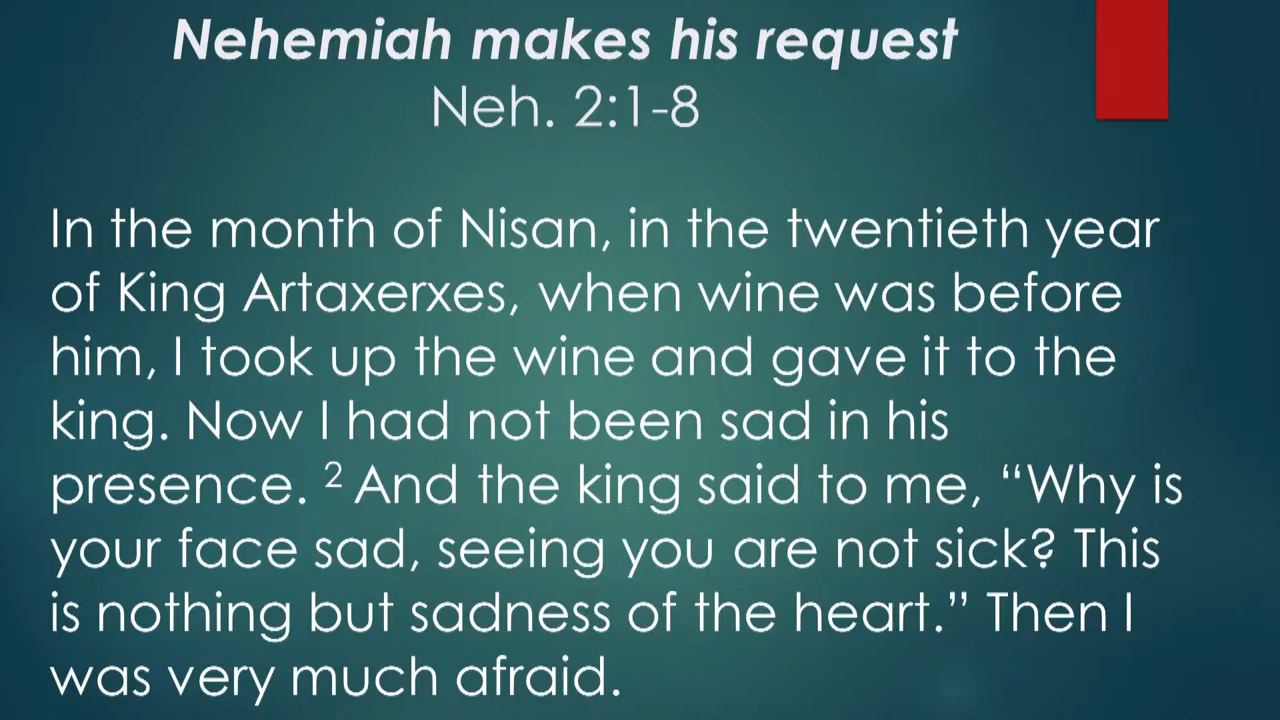 Nehemiah makes his request
Neh. 2:1-8
In the month of Nisan, in the twentieth year
of King Artaxerxes, when wine was before
him, I took up the wine and gave it to the
king. Now I had not been sad in his
presence. ² And the king said to me, “Why is
your face sad, seeing you are not sick? This
is nothing but sadness of the heart.” Then I
was very much afraid.